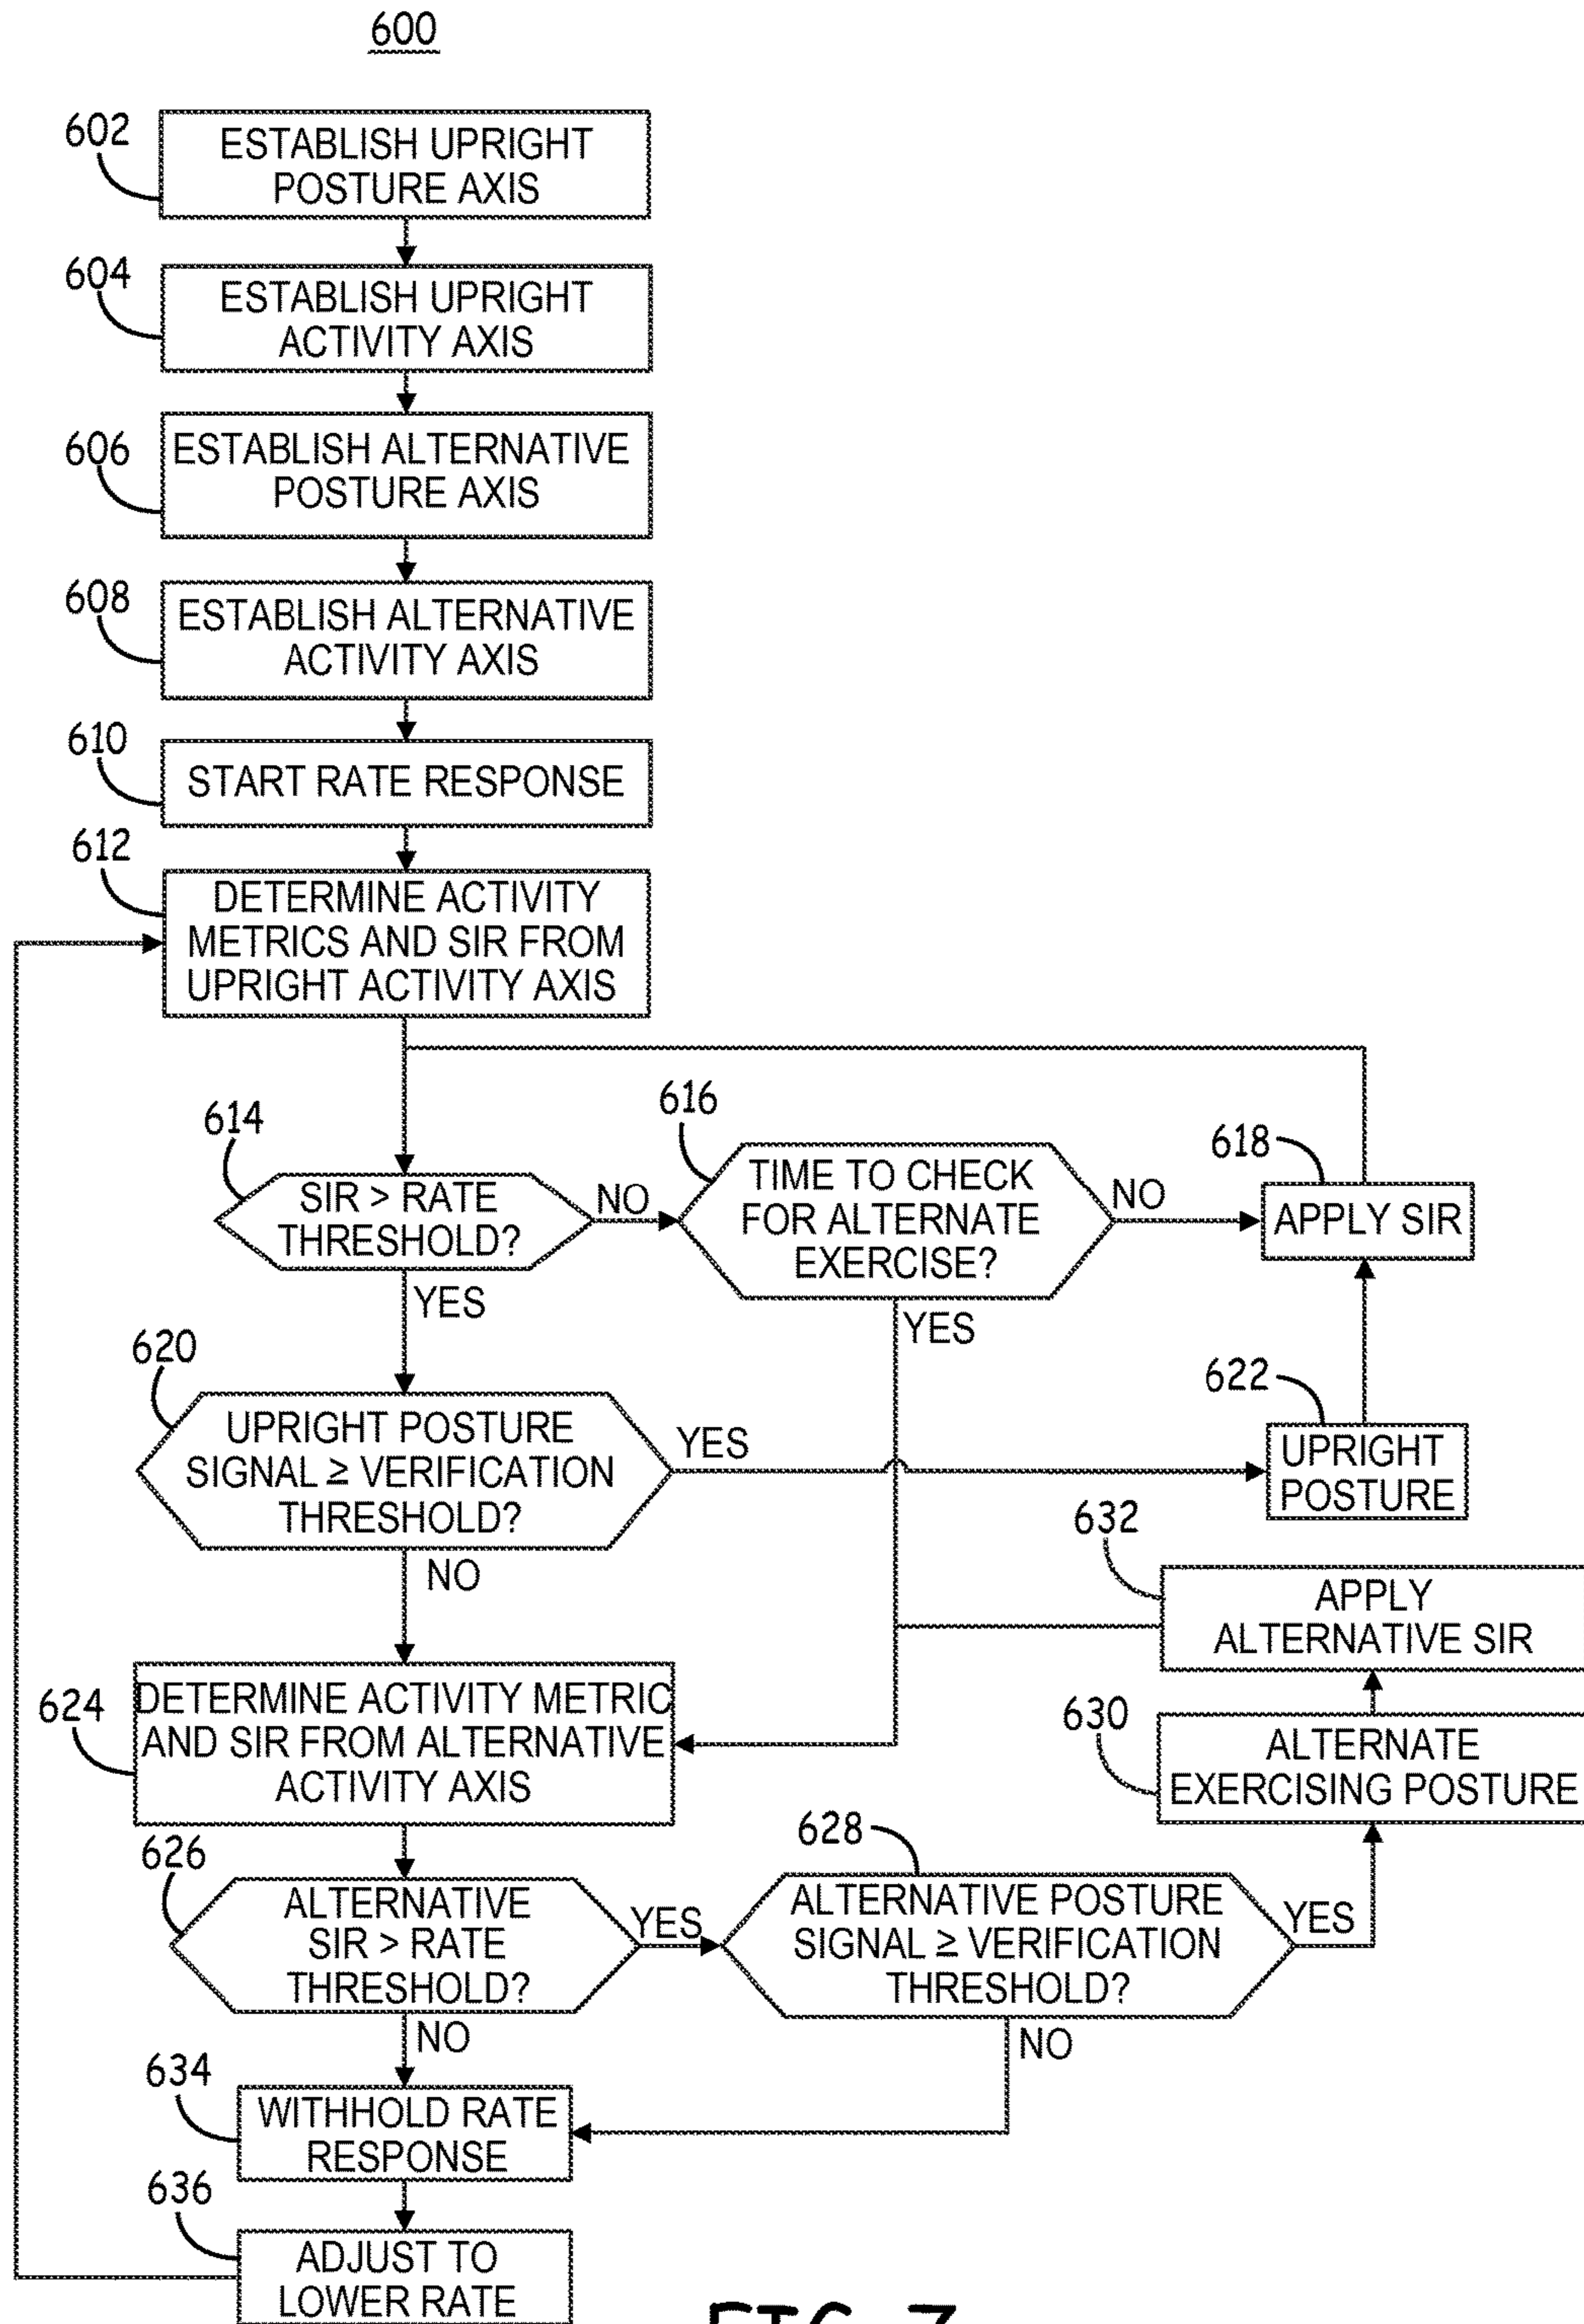 600
602
ESTABLISH UPRIGHT
POSTURE AXIS
604
ESTABLISH UPRIGHT
ACTIVITY AXIS
606
ESTABLISH ALTERNATIVE
POSTURE AXIS
608
ESTABLISH ALTERNATIVE
ACTIVITY AXIS
610
START RATE RESPONSE
612
DETERMINE ACTIVITY
METRICS AND SIR FROM
UPRIGHT ACTIVITY AXIS
614
SIR > RATE
THRESHOLD?
NO
YES
616
TIME TO CHECK
FOR ALTERNATE
EXERCISE?
NO
YES
618
APPLY SIR
620
UPRIGHT POSTURE
SIGNAL ≥ VERIFICATION
THRESHOLD?
YES
NO
622
UPRIGHT
POSTURE
632
APPLY
ALTERNATIVE SIR
624
DETERMINE ACTIVITY METRIC
AND SIR FROM ALTERNATIVE
ACTIVITY AXIS
630
ALTERNATE
EXERCISING POSTURE
626
ALTERNATIVE
SIR > RATE
THRESHOLD?
YES
NO
628
ALTERNATIVE POSTURE
SIGNAL ≥ VERIFICATION
THRESHOLD?
YES
NO
634
WITHHOLD RATE
RESPONSE
636
ADJUST TO
LOWER RATE